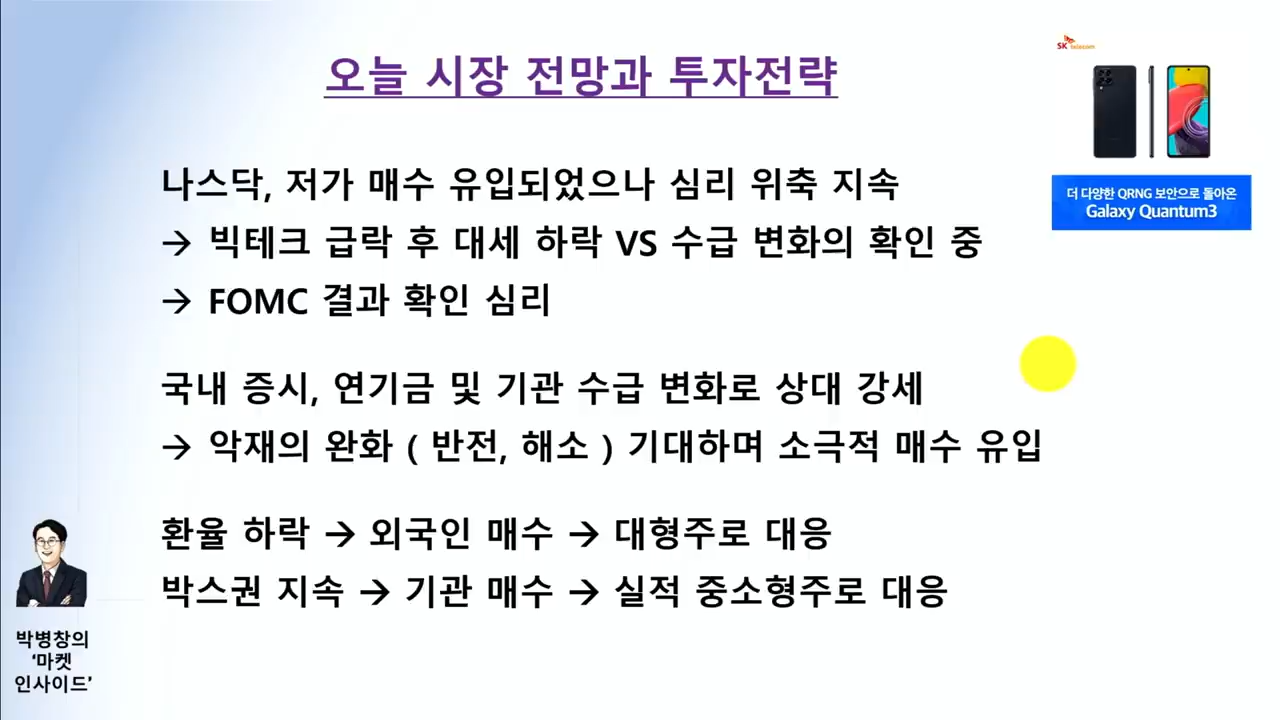 오늘 시장 전망과 투자전략
SK telecom
더 다양한 QRNG 보안으로 돌아온
Galaxy Quantum3
나스닥, 저가 매수 유입되었으나 심리 위축 지속
→ 빅테크 급락 후 대세 하락 VS 수급 변화의 확인 중
→ FOMC 결과 확인 심리
국내 증시, 연기금 및 기관 수급 변화로 상대 강세
→ 악재의 완화 ( 반전, 해소 ) 기대하며 소극적 매수 유입
환율 하락 → 외국인 매수 → 대형주로 대응
박스권 지속 → 기관 매수 → 실적 중소형주로 대응
박병창의
‘마켓
인사이드’